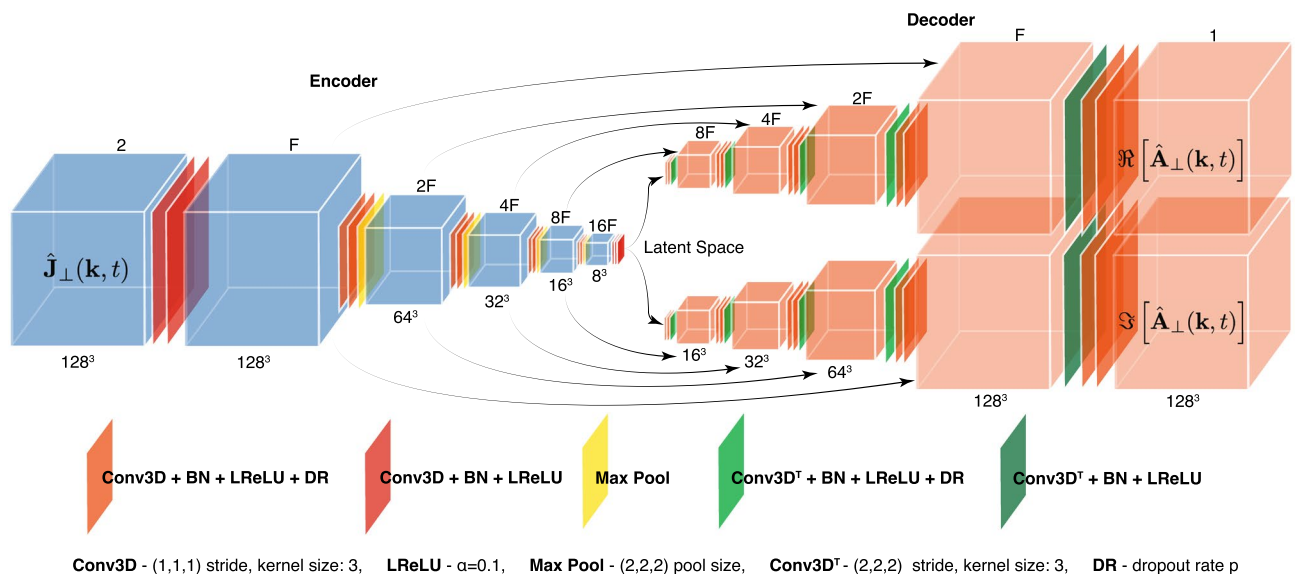 Decoder
F
1
Encoder
2F
8F
4F
2
F
2F
4F
8F
16F
ℜ[Â⊥(k, t)]
Ĵ⊥(k, t)
Latent Space
8³
16³
32³
64³
128³
128³
ℑ[Â⊥(k, t)]
16³
32³
64³
128³
128³
Conv3D + BN + LReLU + DR
Conv3D + BN + LReLU
Max Pool
Conv3Dᵀ + BN + LReLU + DR
Conv3Dᵀ + BN + LReLU
Conv3D - (1,1,1) stride, kernel size: 3, LReLU - α=0.1, Max Pool - (2,2,2) pool size, Conv3Dᵀ- (2,2,2) stride, kernel size: 3, DR - dropout rate p